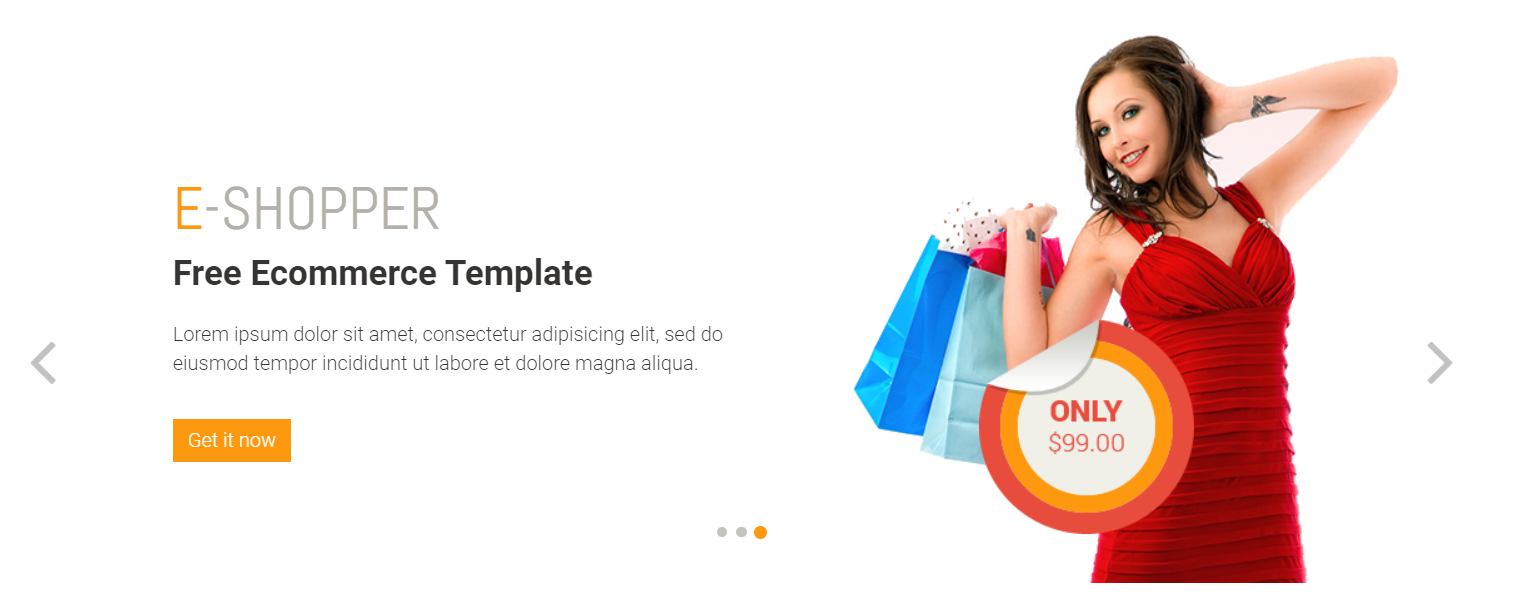 E-SHOPPER
Free Ecommerce Template
Lorem ipsum dolor sit amet, consectetur adipisicing elit, sed do
eiusmod tempor incididunt ut labore et dolore magna aliqua.
Get it now
ONLY
$99.00